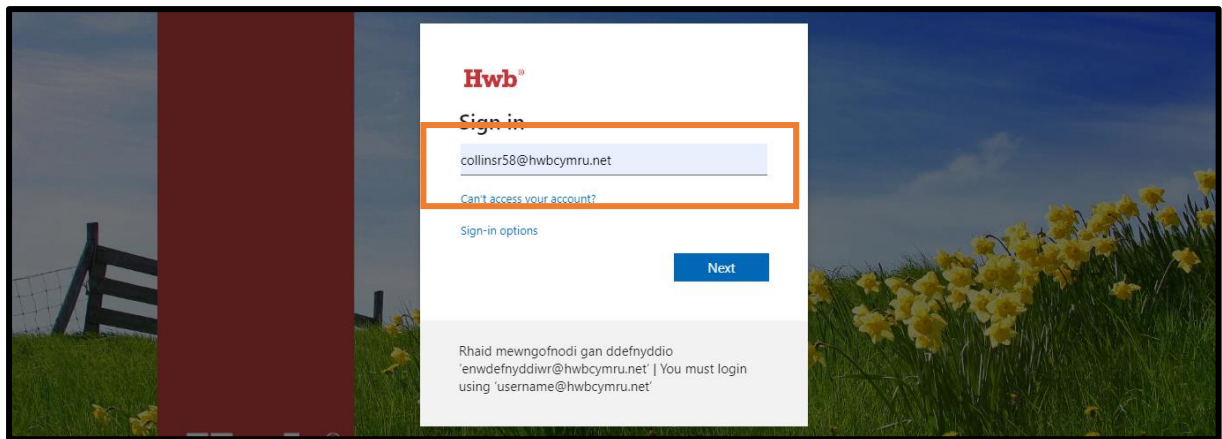 Hwb®
Sign in
collinsr58@hwbcymru.net
Can't access your account?
Sign-in options
Next
Rhaid mewngofnodi gan ddefnyddio
'enwdefnyddiwr@hwbcymru.net' | You must login
using 'username@hwbcymru.net'